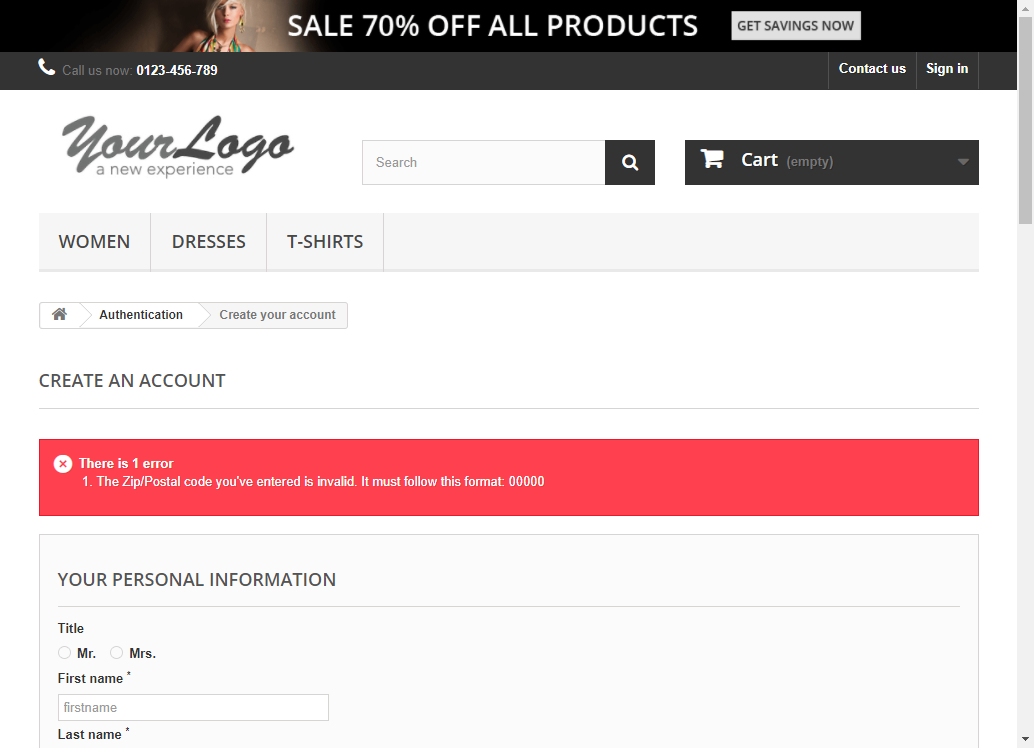 SALE 70% OFF ALL PRODUCTS GET SAVINGS NOW
Call us now: 0123-456-789 Contact us Sign in
YourLogo
a new experience
Search
Cart (empty)
WOMEN DRESSES T-SHIRTS
Authentication Create your account
CREATE AN ACCOUNT
There is 1 error
1. The Zip/Postal code you've entered is invalid. It must follow this format: 00000
YOUR PERSONAL INFORMATION
Title
Mr. Mrs.
First name *
firstname
Last name *